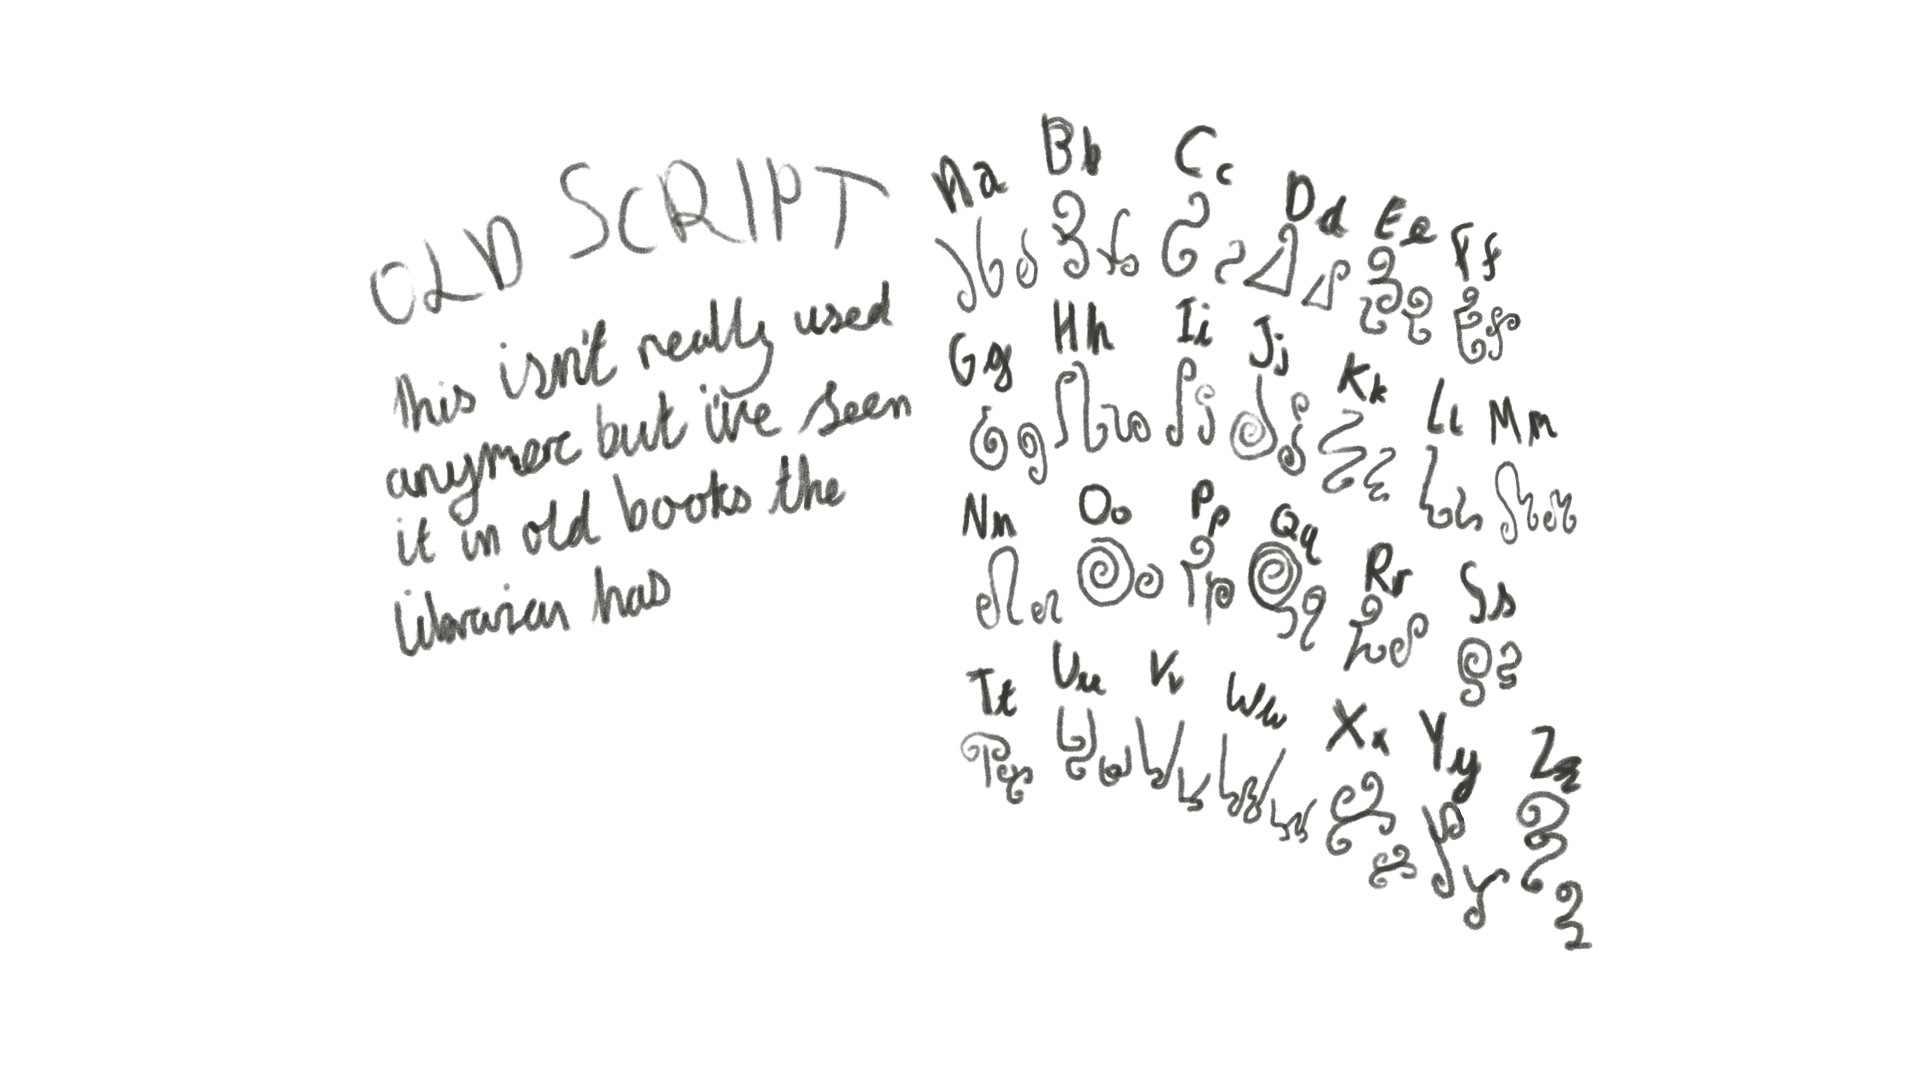 OLD SCRIPT
This isn't really used
anymore but i've seen
it in old books the
librarian has
Aa Bb Cc Dd Ee Ff
Gg Hh Ii Jj Kk Ll Mm
Nn Oo Pp Qq Rr Ss
Tt Uu Vv Ww Xx Yy Zz